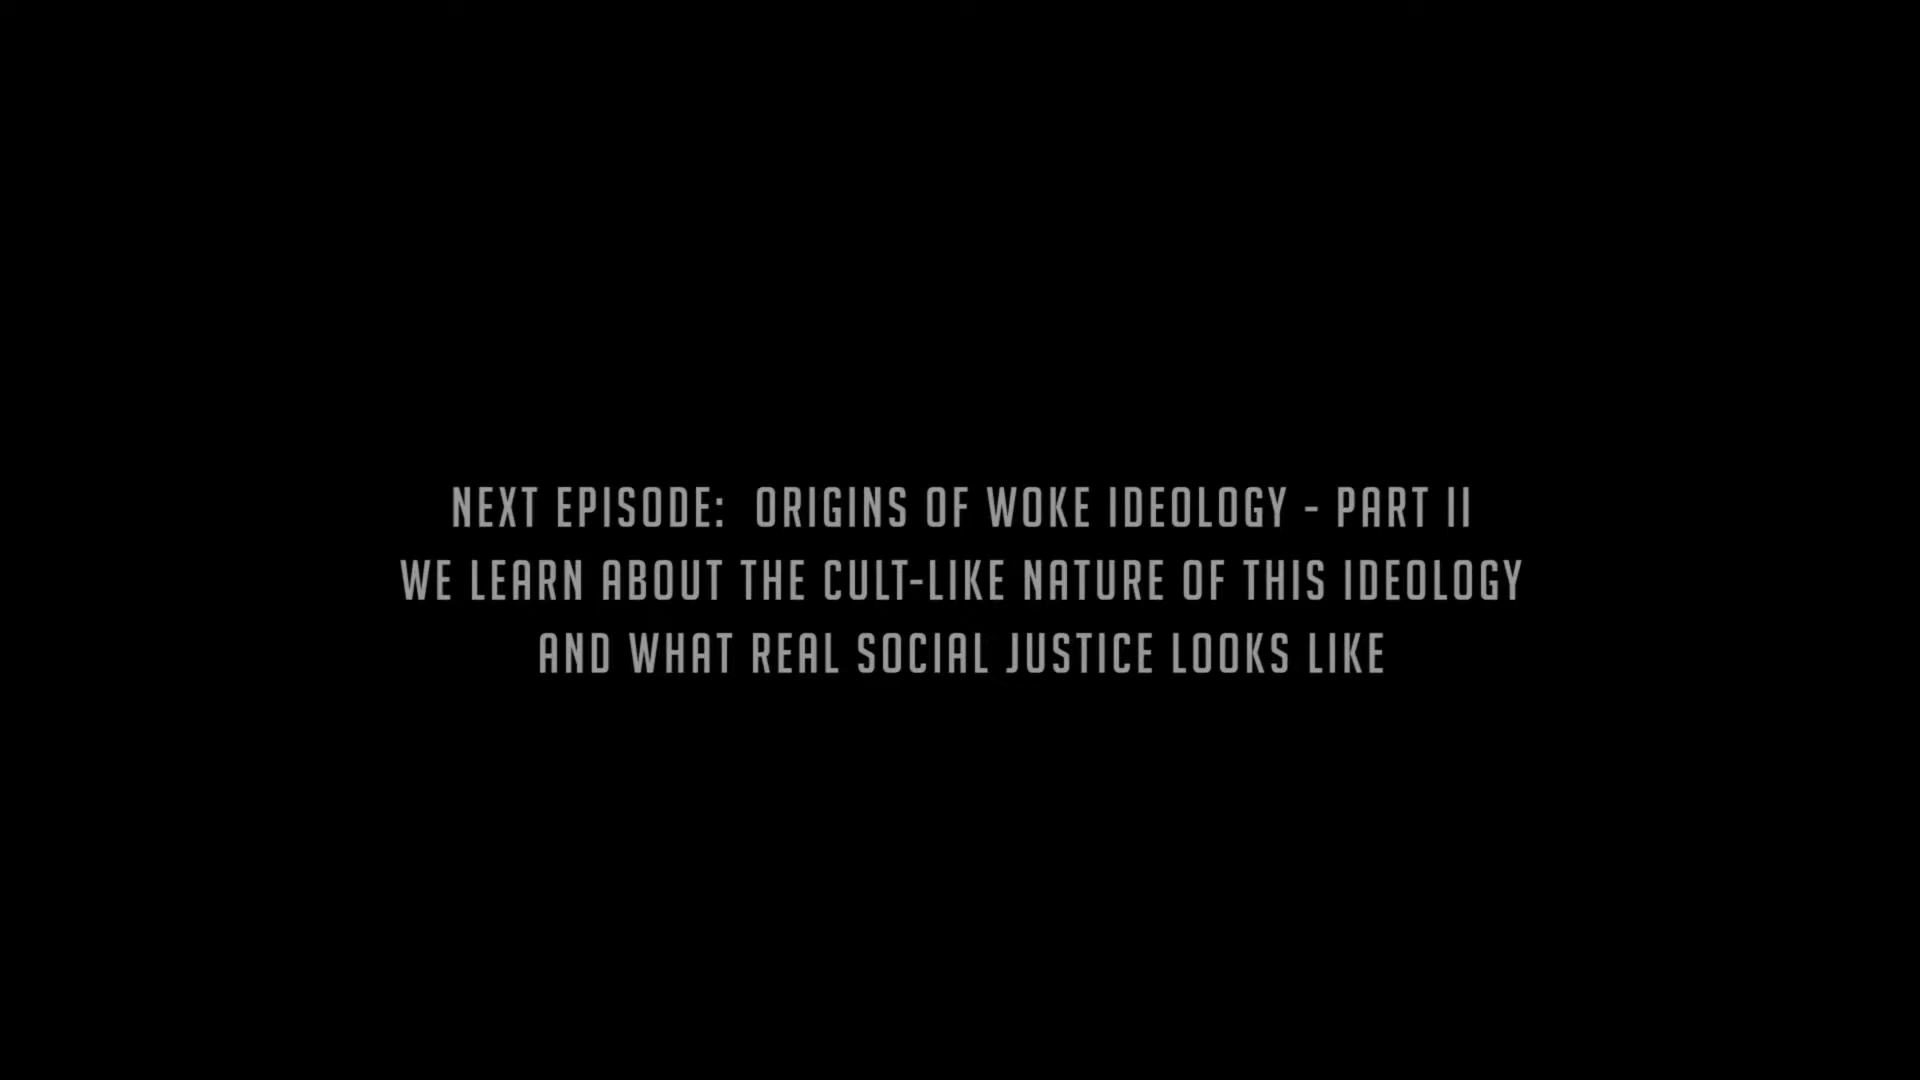 NEXT EPISODE:  ORIGINS OF WOKE IDEOLOGY - PART II
WE LEARN ABOUT THE CULT-LIKE NATURE OF THIS IDEOLOGY
AND WHAT REAL SOCIAL JUSTICE LOOKS LIKE